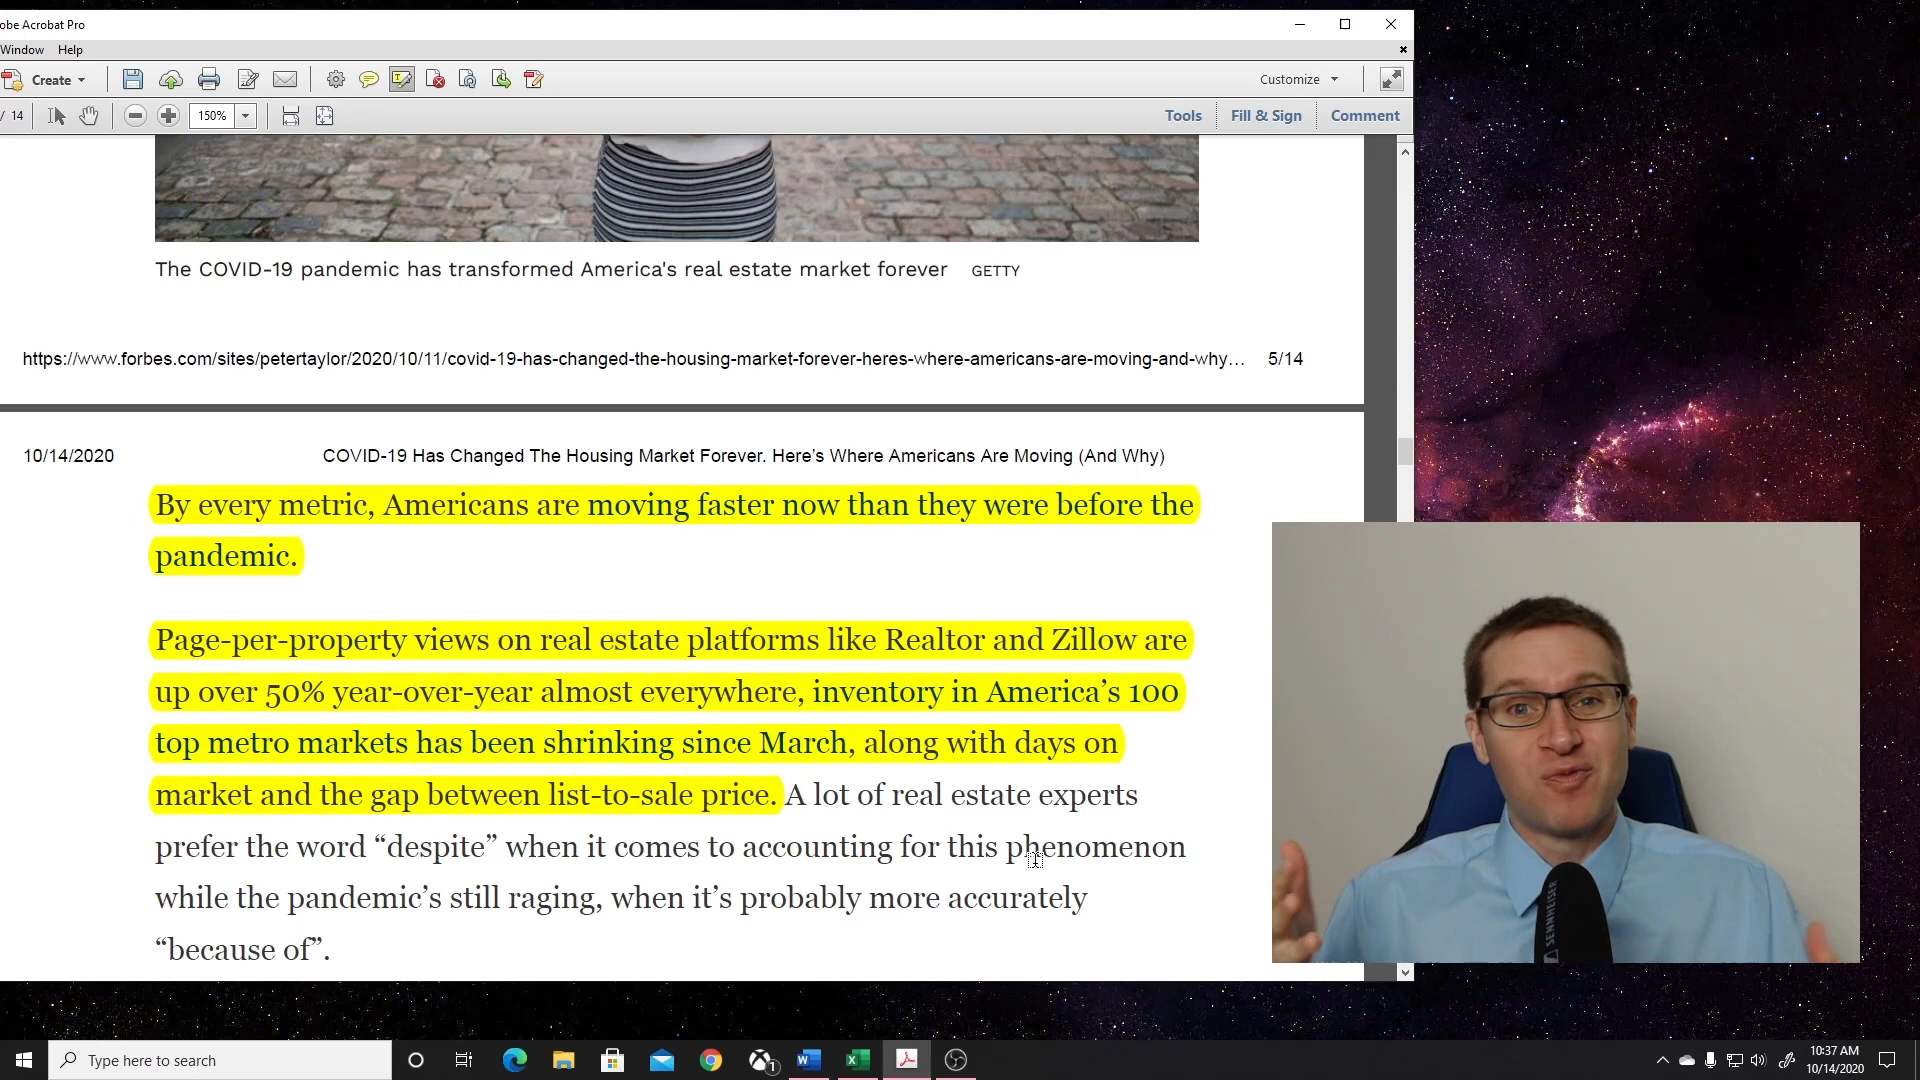 obe Acrobat Pro
Window Help
Create Customize
/ 14 150% Tools Fill & Sign Comment
The COVID-19 pandemic has transformed America's real estate market forever GETTY
https://www.forbes.com/sites/petertaylor/2020/10/11/covid-19-has-changed-the-housing-market-forever-heres-where-americans-are-moving-and-why… 5/14
10/14/2020 COVID-19 Has Changed The Housing Market Forever. Here’s Where Americans Are Moving (And Why)
By every metric, Americans are moving faster now than they were before the
pandemic.
Page-per-property views on real estate platforms like Realtor and Zillow are
up over 50% year-over-year almost everywhere, inventory in America’s 100
top metro markets has been shrinking since March, along with days on
market and the gap between list-to-sale price. A lot of real estate experts
prefer the word “despite” when it comes to accounting for this phenomenon
while the pandemic’s still raging, when it’s probably more accurately
“because of”.
SENNHEISER
Type here to search
10:37 AM
10/14/2020